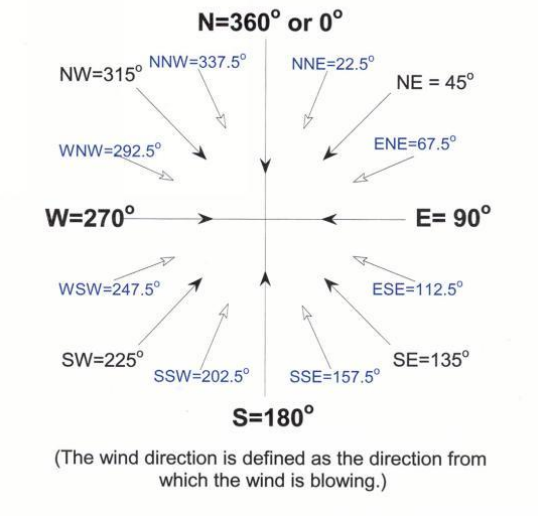 N=360° or 0°
NNW=337.5°
NNE=22.5°
NW=315°
NE = 45°
WNW=292.5°
ENE=67.5°
W=270°
E= 90°
WSW=247.5°
ESE=112.5°
SW=225°
SE=135°
SSW=202.5°
SSE=157.5°
S=180°
(The wind direction is defined as the direction from
which the wind is blowing.)